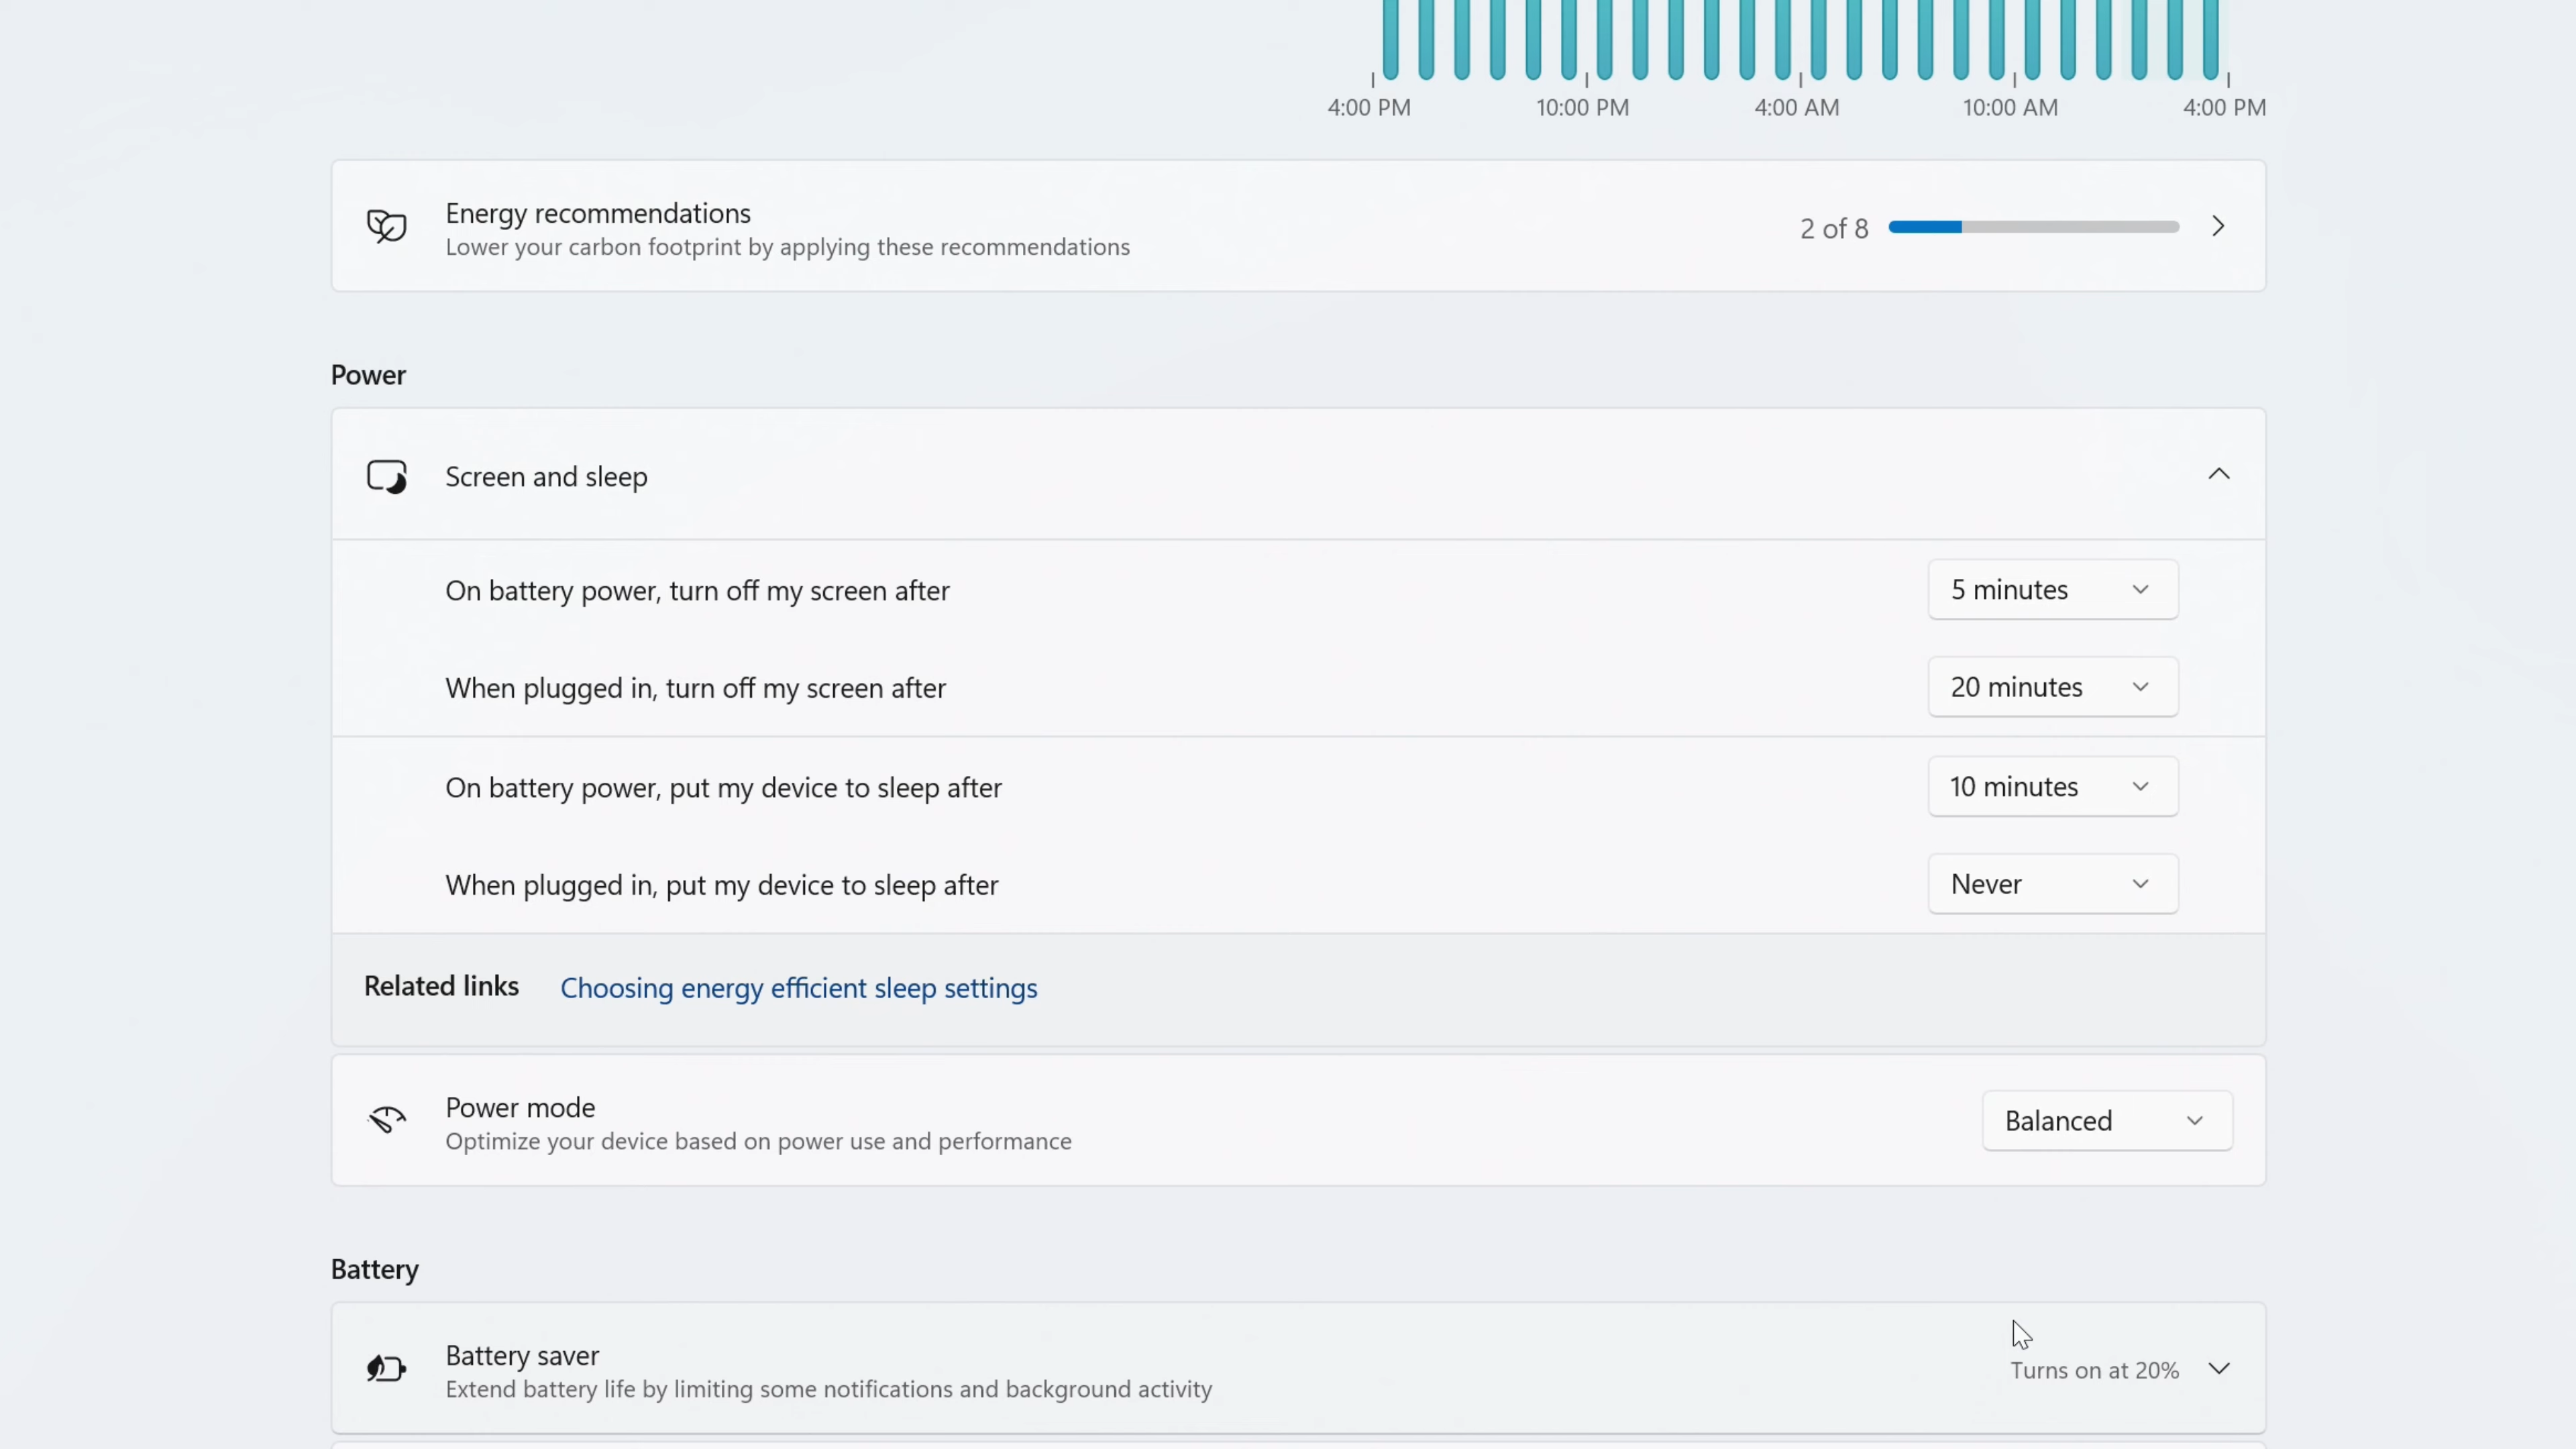 4:00 PM 10:00 PM 4:00 AM 10:00 AM 4:00 PM
Energy recommendations
Lower your carbon footprint by applying these recommendations
2 of 8
Power
Screen and sleep
On battery power, turn off my screen after 5 minutes
When plugged in, turn off my screen after 20 minutes
On battery power, put my device to sleep after 10 minutes
When plugged in, put my device to sleep after Never
Related links Choosing energy efficient sleep settings
Power mode
Optimize your device based on power use and performance
Balanced
Battery
Battery saver
Extend battery life by limiting some notifications and background activity
Turns on at 20%